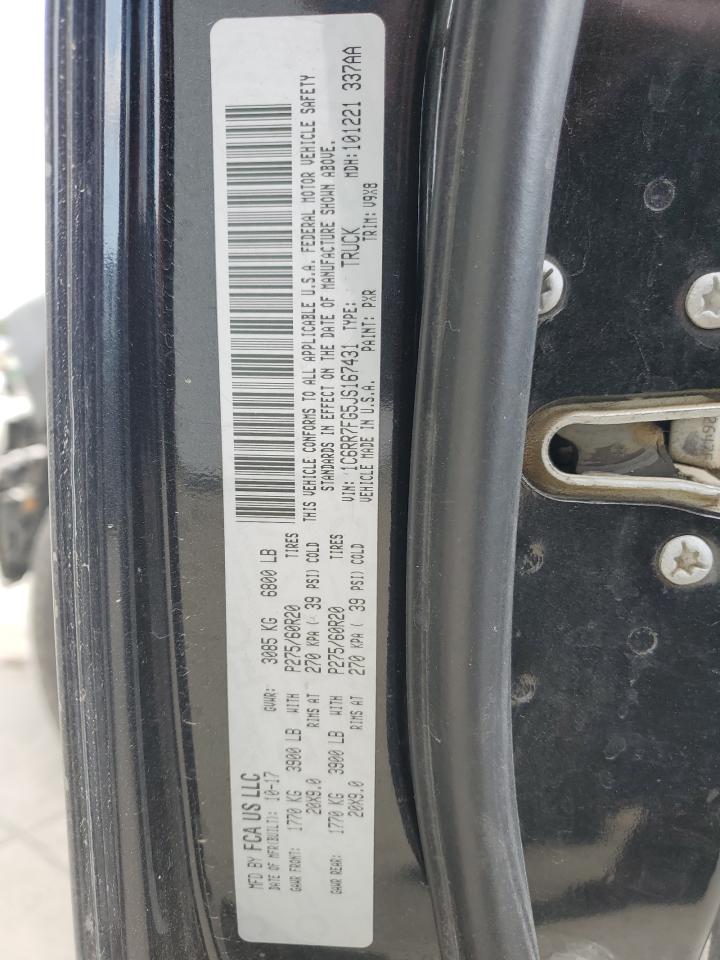 MFD BY FCA US LLC
DATE OF MFR(BUILT): 10-17 GVWR: 3085 KG 6800 LB
GAWR FRONT: 1770 KG 3900 LB WITH P275/60R20 TIRES
20X9.0 RIMS AT 270 KPA ( 39 PSI) COLD
GAWR REAR: 1770 KG 3900 LB WITH P275/60R20 TIRES
20X9.0 RIMS AT 270 KPA ( 39 PSI) COLD
THIS VEHICLE CONFORMS TO ALL APPLICABLE U.S.A. FEDERAL MOTOR VEHICLE SAFETY
STANDARDS IN EFFECT ON THE DATE OF MANUFACTURE SHOWN ABOVE.
VIN: 1C6RR7FG5JS167431 TYPE: TRUCK MDH:101221 337AA
VEHICLE MADE IN U.S.A. PAINT: PXR TRIM: V9X8